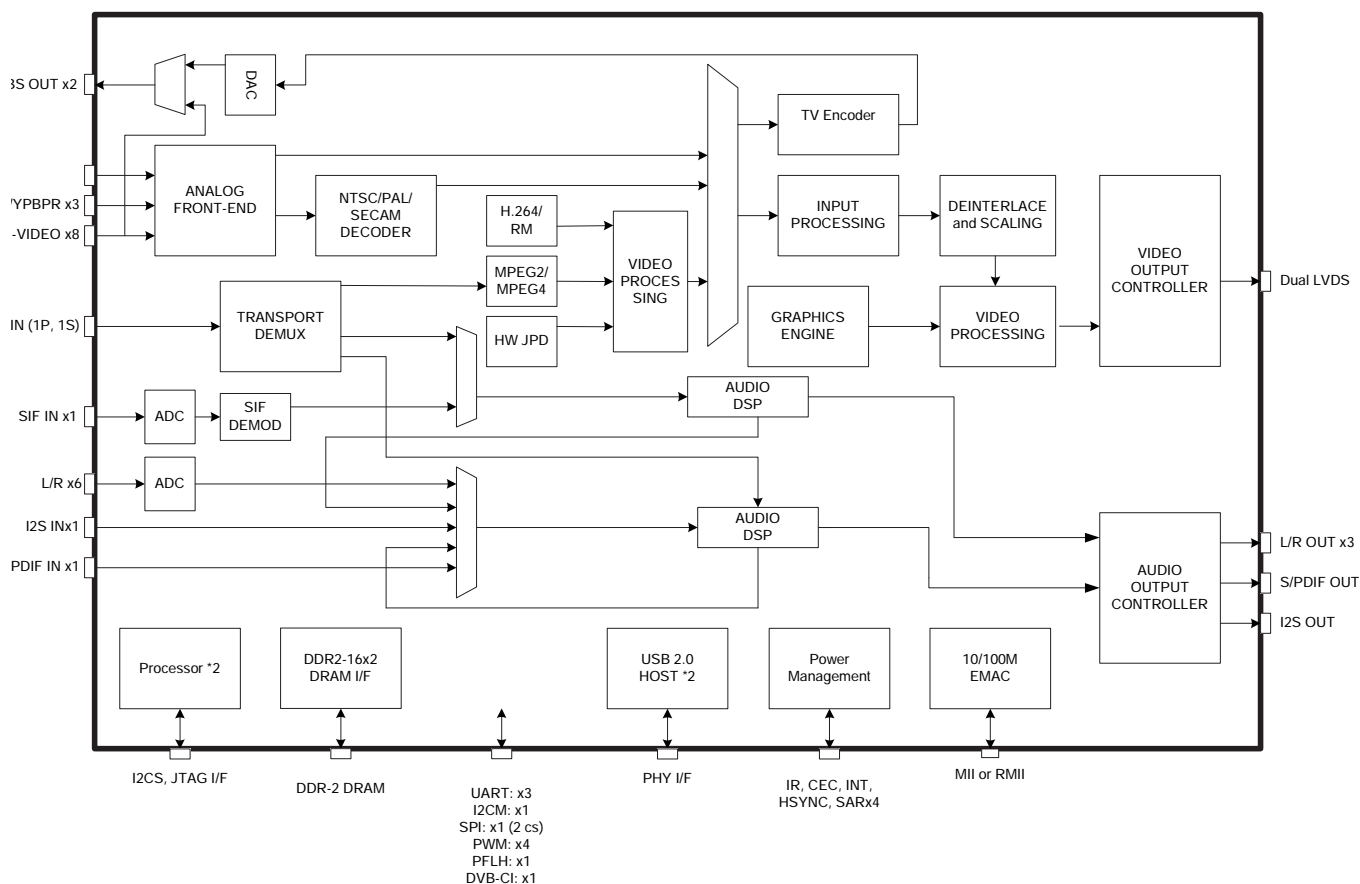 3S OUT x2
DAC
TV Encoder
ANALOG
FRONT-END
NTSC/PAL/
SECAM
DECODER
/YPBPR x3
-VIDEO x8
H.264/
RM
MPEG2/
MPEG4
HW JPD
VIDEO
PROCES
SING
INPUT
PROCESSING
DEINTERLACE
and SCALING
VIDEO
OUTPUT
CONTROLLER
Dual LVDS
IN (1P, 1S)
TRANSPORT
DEMUX
GRAPHICS
ENGINE
VIDEO
PROCESSING
SIF IN x1
ADC
SIF
DEMOD
AUDIO
DSP
L/R x6
ADC
I2S INx1
PDIF IN x1
AUDIO
DSP
AUDIO
OUTPUT
CONTROLLER
L/R OUT x3
S/PDIF OUT
I2S OUT
Processor *2
DDR2-16x2
DRAM I/F
USB 2.0
HOST *2
Power
Management
10/100M
EMAC
I2CS, JTAG I/F
DDR-2 DRAM
UART: x3
I2CM: x1
SPI: x1 (2 cs)
PWM: x4
PFLH: x1
DVB-CI: x1
PHY I/F
IR, CEC, INT,
HSYNC, SARx4
MII or RMII